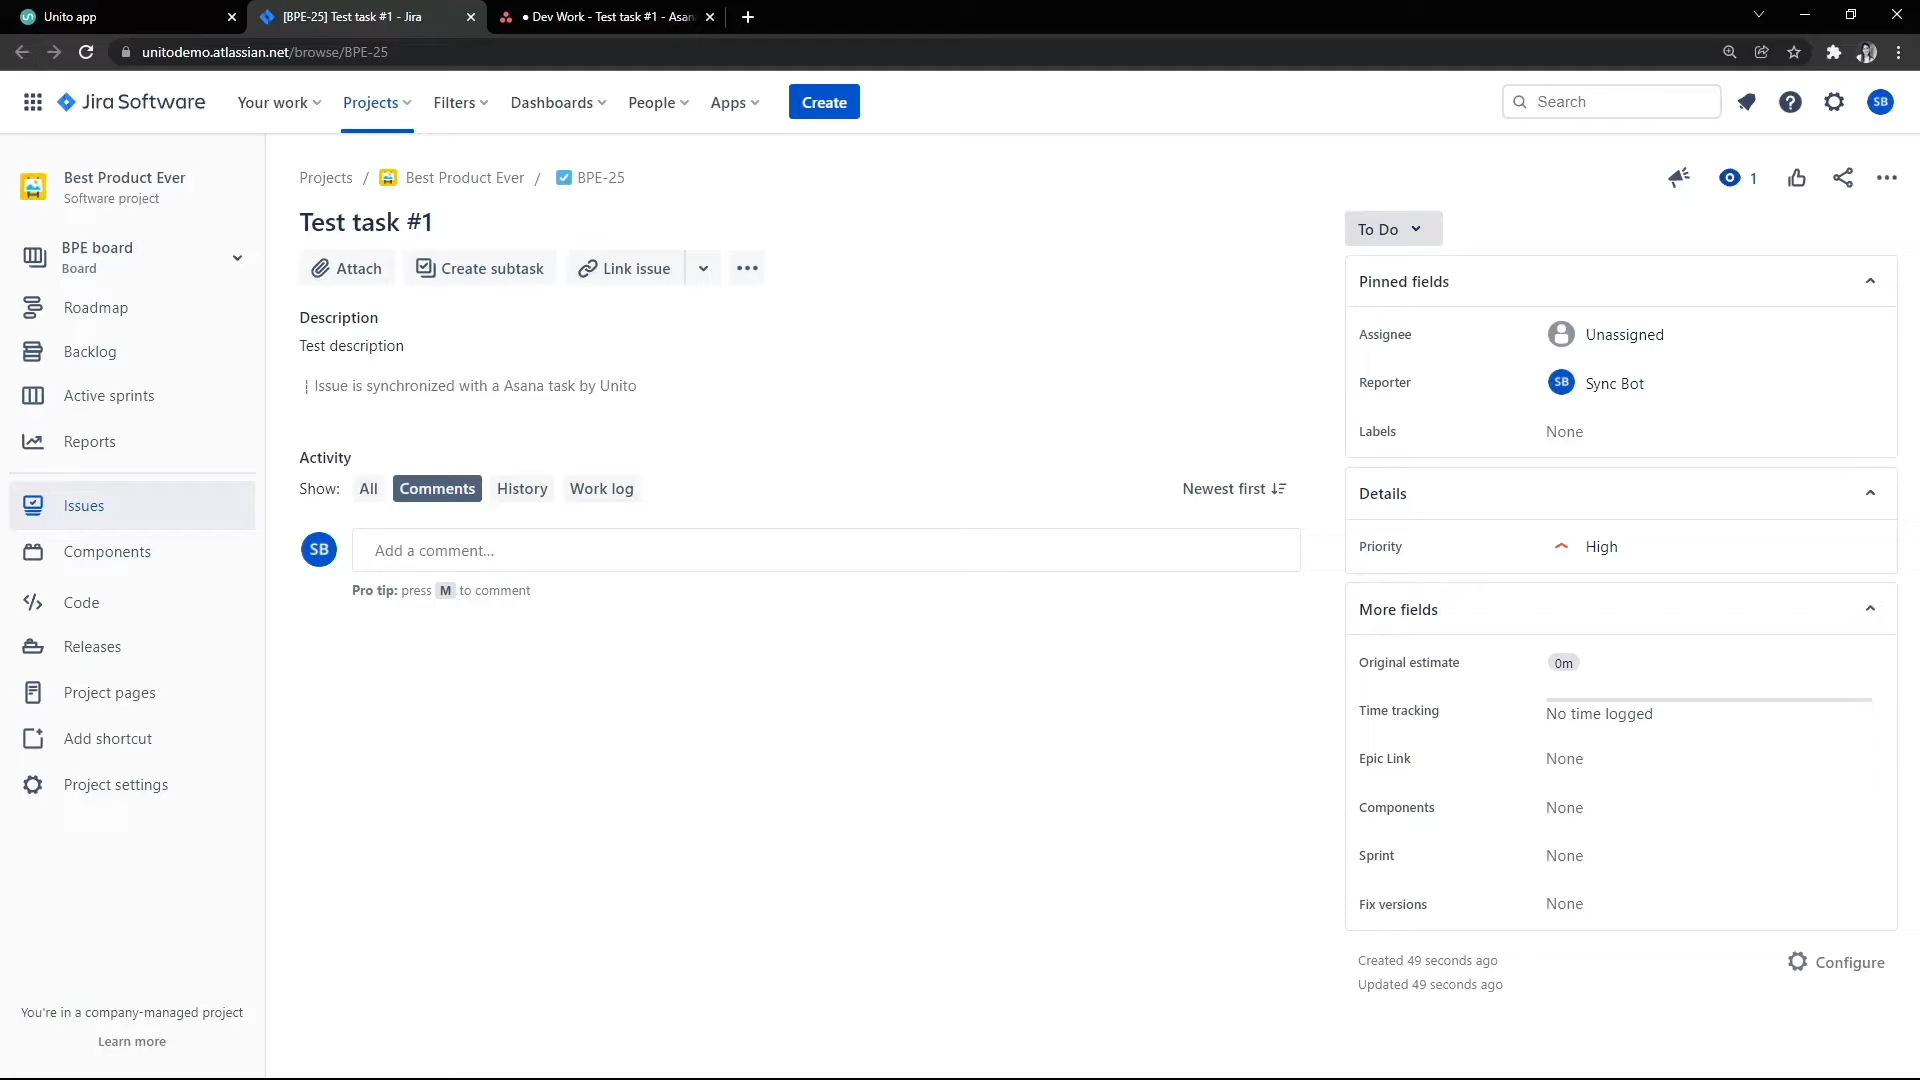 Unito app
[BPE-25] Test task #1 - Jira
● Dev Work - Test task #1 - Asan
unitodemo.atlassian.net/browse/BPE-25
Jira Software
Your work
Projects
Filters
Dashboards
People
Apps
Create
Search
SB
Best Product Ever
Software project
BPE board
Board
Roadmap
Backlog
Active sprints
Reports
Issues
Components
Code
Releases
Project pages
Add shortcut
Project settings
You're in a company-managed project
Learn more
Projects / Best Product Ever / BPE-25
1
Test task #1
Attach
Create subtask
Link issue
Description
Test description
¦ Issue is synchronized with a Asana task by Unito
Activity
Show: All Comments History Work log
Newest first
SB
Add a comment...
Pro tip: press M to comment
To Do
Pinned fields
Assignee
Unassigned
Reporter
SB Sync Bot
Labels
None
Details
Priority
High
More fields
Original estimate
0m
Time tracking
No time logged
Epic Link
None
Components
None
Sprint
None
Fix versions
None
Created 49 seconds ago
Updated 49 seconds ago
Configure